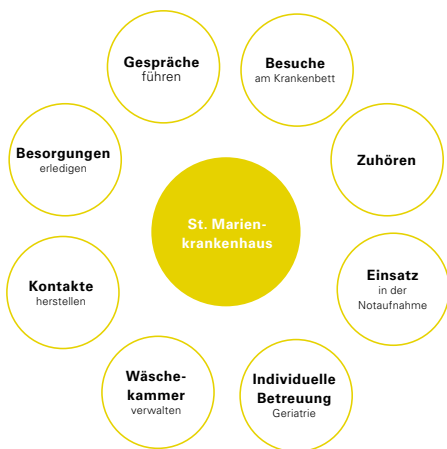 Gespräche
führen
Besuche
am Krankenbett
Besorgungen
erledigen
Zuhören
St. Marien-
krankenhaus
Kontakte
herstellen
Einsatz
in der
Notaufnahme
Wäsche-
kammer
verwalten
Individuelle
Betreuung
Geriatrie